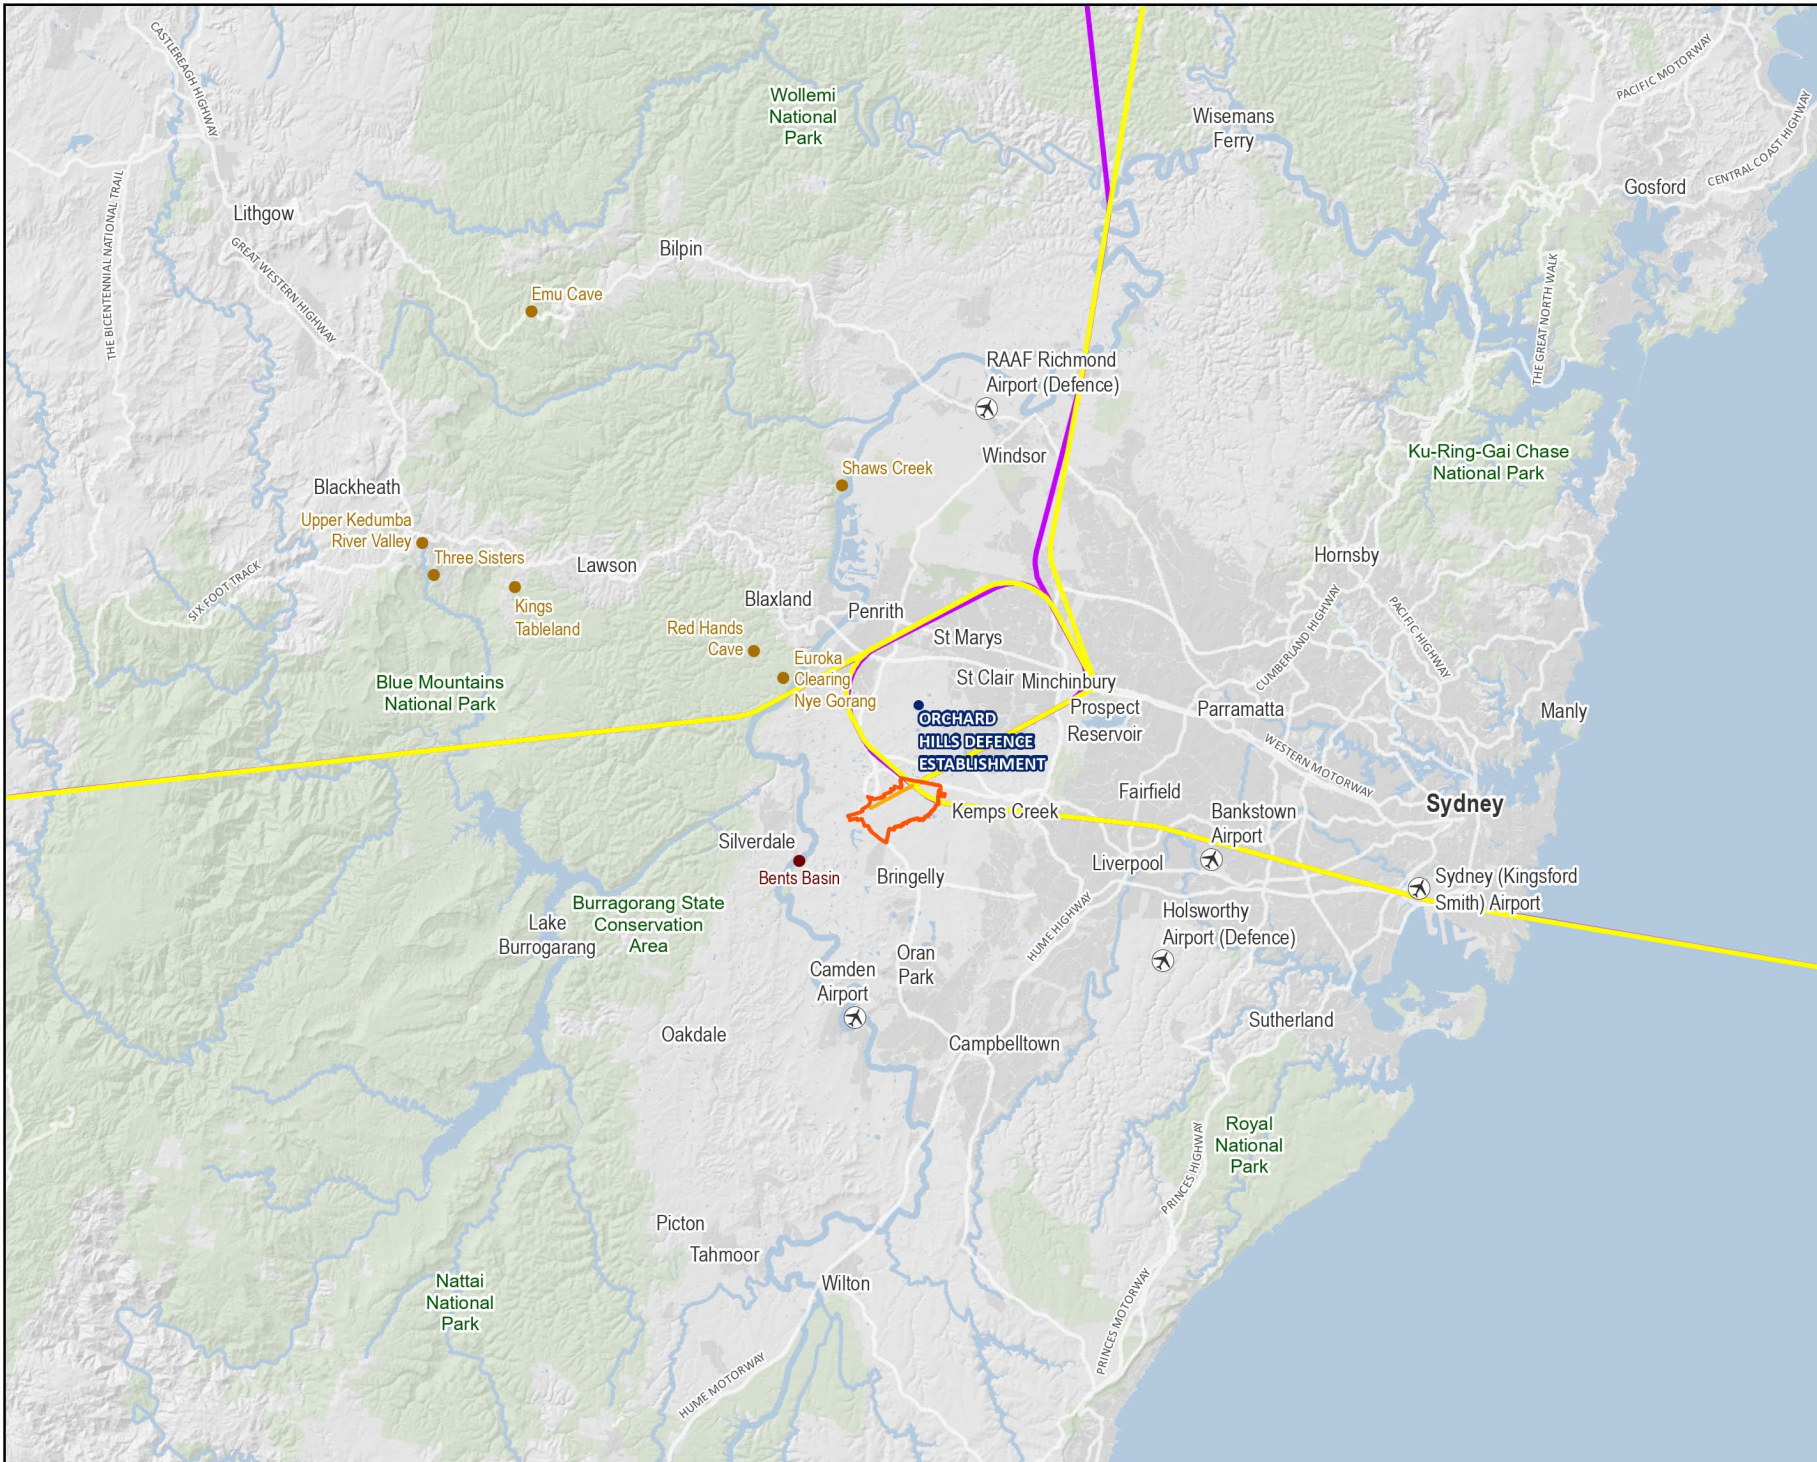 CASTLEREAGH HIGHWAY
PACIFIC MOTORWAY
Wollemi
National
Park
Wisemans
Ferry
CENTRAL COAST HIGHWAY
THE BICENTENNIAL NATIONAL TRAIL
Lithgow
Gosford
GREAT WESTERN HIGHWAY
Bilpin
THE GREAT NORTH WALK
Emu Cave
RAAF Richmond
Airport (Defence)
Windsor
Ku-Ring-Gai Chase
National Park
Shaws Creek
Blackheath
Upper Kedumba
River Valley
Three Sisters
Lawson
Hornsby
SIX FOOT TRACK
Kings
Tableland
Blaxland
Penrith
CUMBERLAND HIGHWAY
PACIFIC HIGHWAY
Red Hands
Cave
St Marys
Euroka
Clearing
Nye Gorang
St Clair
Minchinbury
Blue Mountains
National Park
Prospect
Reservoir
Parramatta
Manly
ORCHARD
HILLS DEFENCE
ESTABLISHMENT
WESTERN MOTORWAY
Fairfield
Sydney
Kemps Creek
Bankstown
Airport
Silverdale
Liverpool
Bents Basin
Bringelly
Sydney (Kingsford
Smith) Airport
Burragorang State
Conservation
Area
HUME HIGHWAY
Holsworthy
Airport (Defence)
Lake
Burrogarang
Oran
Park
Camden
Airport
Sutherland
Oakdale
Campbelltown
Royal
National
Park
PRINCES HIGHWAY
Picton
Tahmoor
Wilton
Nattai
National
Park
PRINCES MOTORWAY
HUME MOTORWAY